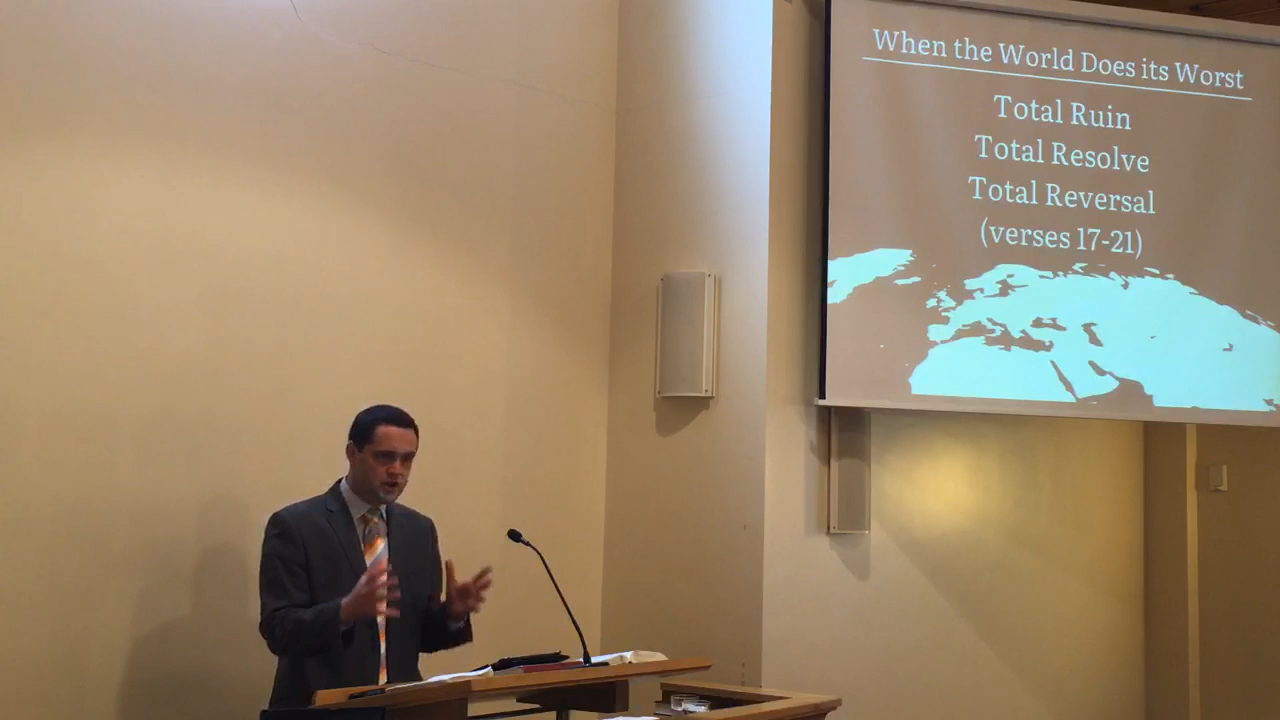 When the World Does its Worst
Total Ruin
Total Resolve
Total Reversal
(verses 17-21)